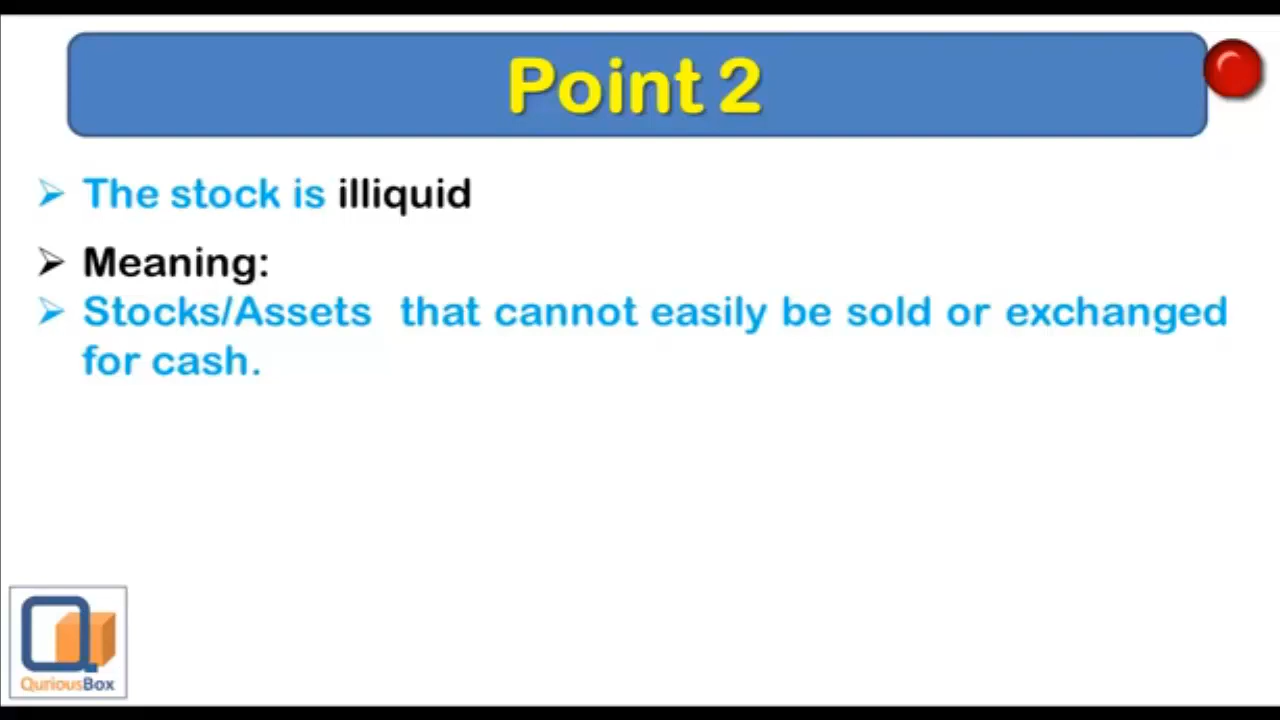 Point 2
The stock is illiquid
Meaning:
Stocks/Assets that cannot easily be sold or exchanged
for cash.
QuriousBox